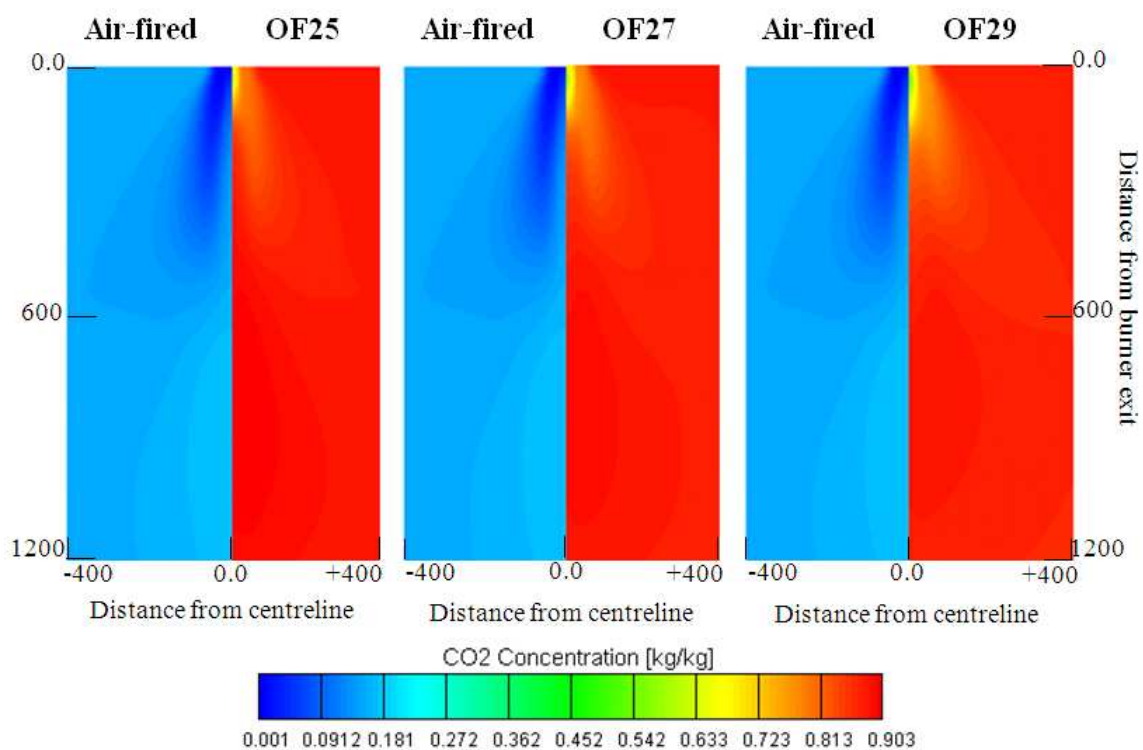 Air-fired OF25 Air-fired OF27 Air-fired OF29
0.0 0.0
600 600
1200 1200
-400 0.0 +400 -400 0.0 +400 -400 0.0 +400
Distance from burner exit
Distance from centreline Distance from centreline Distance from centreline
CO2 Concentration [kg/kg]
0.001 0.0912 0.181 0.272 0.362 0.452 0.542 0.633 0.723 0.813 0.903